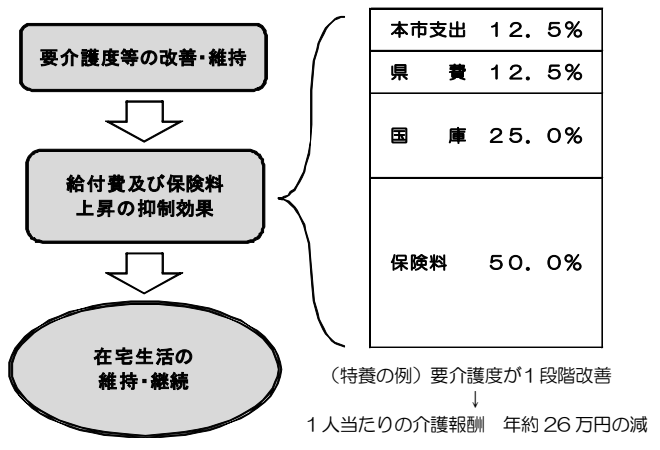 要介護度等の改善・維持
給付費及び保険料
上昇の抑制効果
在宅生活の
維持・継続
本市支出 12.5%
県 費 12.5%
国 庫 25.0%
保険料 50.0%
（特養の例）要介護度が1段階改善
↓
1人当たりの介護報酬 年約26万円の減